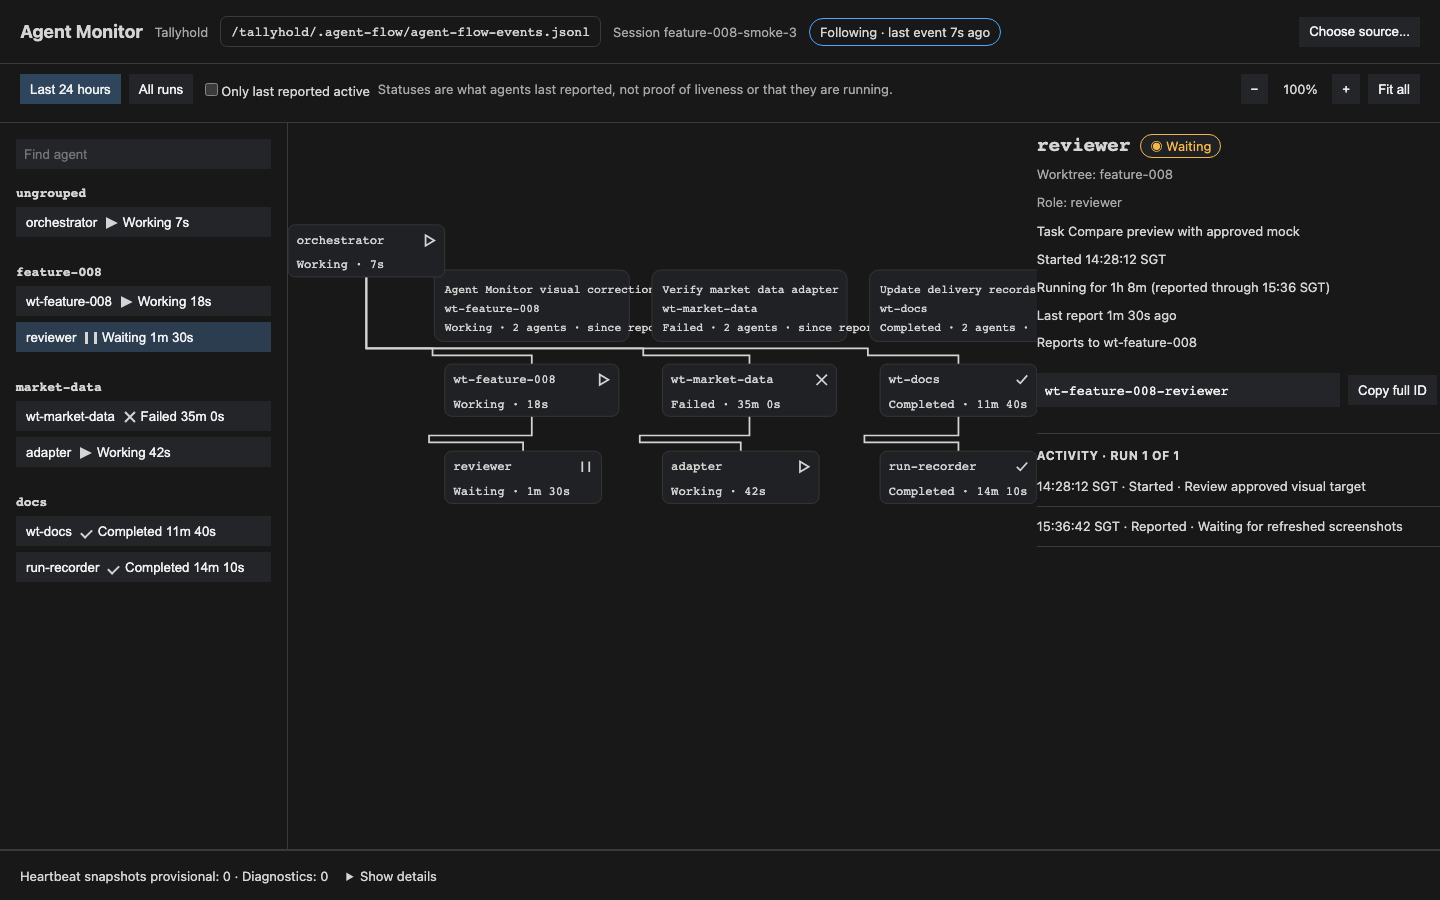 Agent Monitor Tallyhold /tallyhold/.agent-flow/agent-flow-events.jsonl Session feature-008-smoke-3 Following · last event 7s ago Choose source...
Last 24 hours All runs Only last reported active Statuses are what agents last reported, not proof of liveness or that they are running. − 100% + Fit all
Find agent
ungrouped
orchestrator Working 7s
feature-008
wt-feature-008 Working 18s
reviewer Waiting 1m 30s
market-data
wt-market-data Failed 35m 0s
adapter Working 42s
docs
wt-docs Completed 11m 40s
run-recorder Completed 14m 10s
orchestrator
Working · 7s
Agent Monitor visual correction
wt-feature-008
Working · 2 agents · since repo
Verify market data adapter
wt-market-data
Failed · 2 agents · since repor
Update delivery records
wt-docs
Completed · 2 agents ·
wt-feature-008
Working · 18s
wt-market-data
Failed · 35m 0s
wt-docs
Completed · 11m 40s
reviewer
Waiting · 1m 30s
adapter
Working · 42s
run-recorder
Completed · 14m 10s
reviewer Waiting
Worktree: feature-008
Role: reviewer
Task Compare preview with approved mock
Started 14:28:12 SGT
Running for 1h 8m (reported through 15:36 SGT)
Last report 1m 30s ago
Reports to wt-feature-008
wt-feature-008-reviewer Copy full ID
ACTIVITY · RUN 1 OF 1
14:28:12 SGT · Started · Review approved visual target
15:36:42 SGT · Reported · Waiting for refreshed screenshots
Heartbeat snapshots provisional: 0 · Diagnostics: 0 Show details